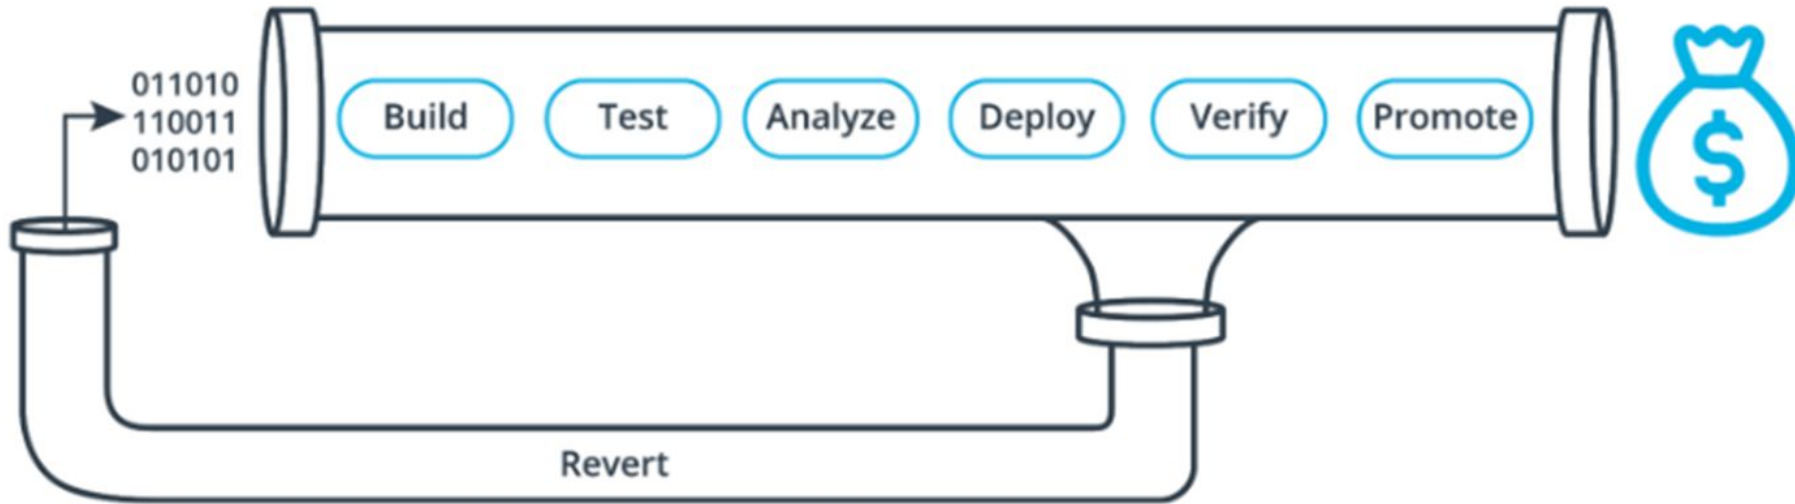 011010
110011
010101
Build Test Analyze Deploy Verify Promote
$
Revert